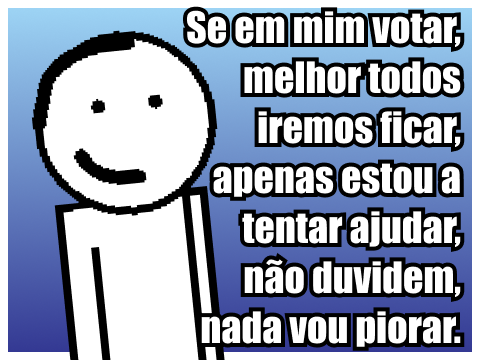 Se em mim votar,
melhor todos
iremos ficar,
apenas estou a
tentar ajudar,
não duvidem,
nada vou piorar.